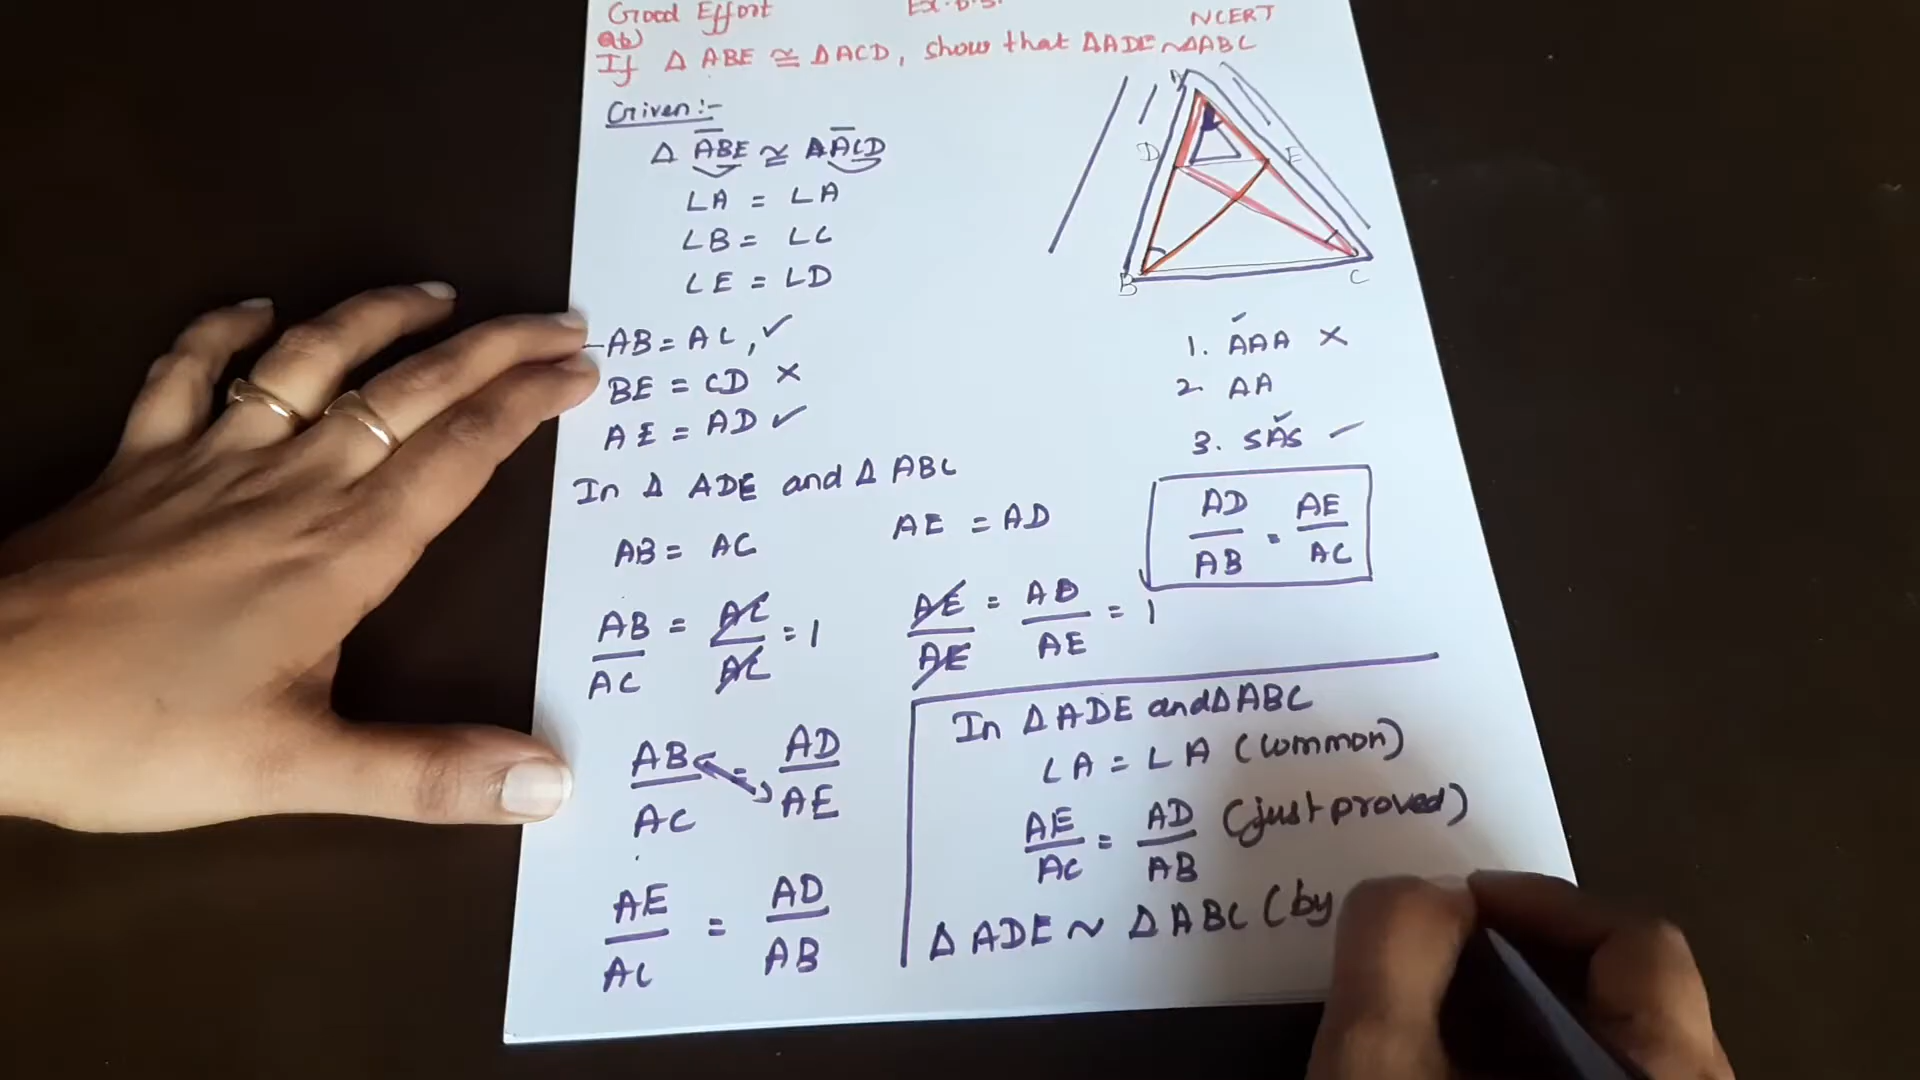 Good Effort
NCERT
Q6)
If Δ ABE ≅ Δ ACD, show that ΔADE ~ ΔABC
Given :-
Δ ABE ≅ Δ ACD
∠A = ∠A
∠B = ∠C
∠E = ∠D
AB = AC, ✓
BE = CD ×
AE = AD ✓
In Δ ADE and Δ ABC
AB = AC
AB/AC = AC/AC = 1
AB/AC = AD/AE
AE/AC = AD/AB
A
D
E
B
C
1. AAA ×
2. AA
3. SAS ✓
AD/AB = AE/AC
AE = AD
AE/AE = AD/AE = 1
In Δ ADE and Δ ABC
∠A = ∠A (common)
AE/AC = AD/AB (just proved)
Δ ADE ~ Δ ABC (by